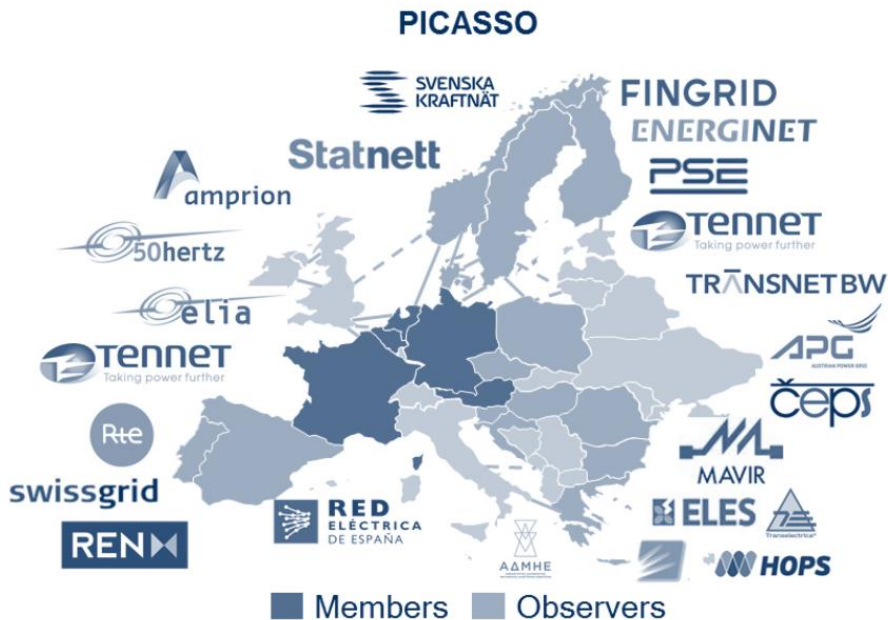 PICASSO
SVENSKA
KRAFTNÄT
FINGRID
ENERGINET
Statnett
PSE
amprion
TENNET
Taking power further
50hertz
TRĀNSNET BW
elia
APG
AUSTRIAN POWER GRID
TENNET
Taking power further
čeps
Rte
MAVIR
swissgrid
RED
ELÉCTRICA
DE ESPAÑA
ELES
Transelectrica®
REN
ΑΔΜΗΕ
HOPS
Members
Observers